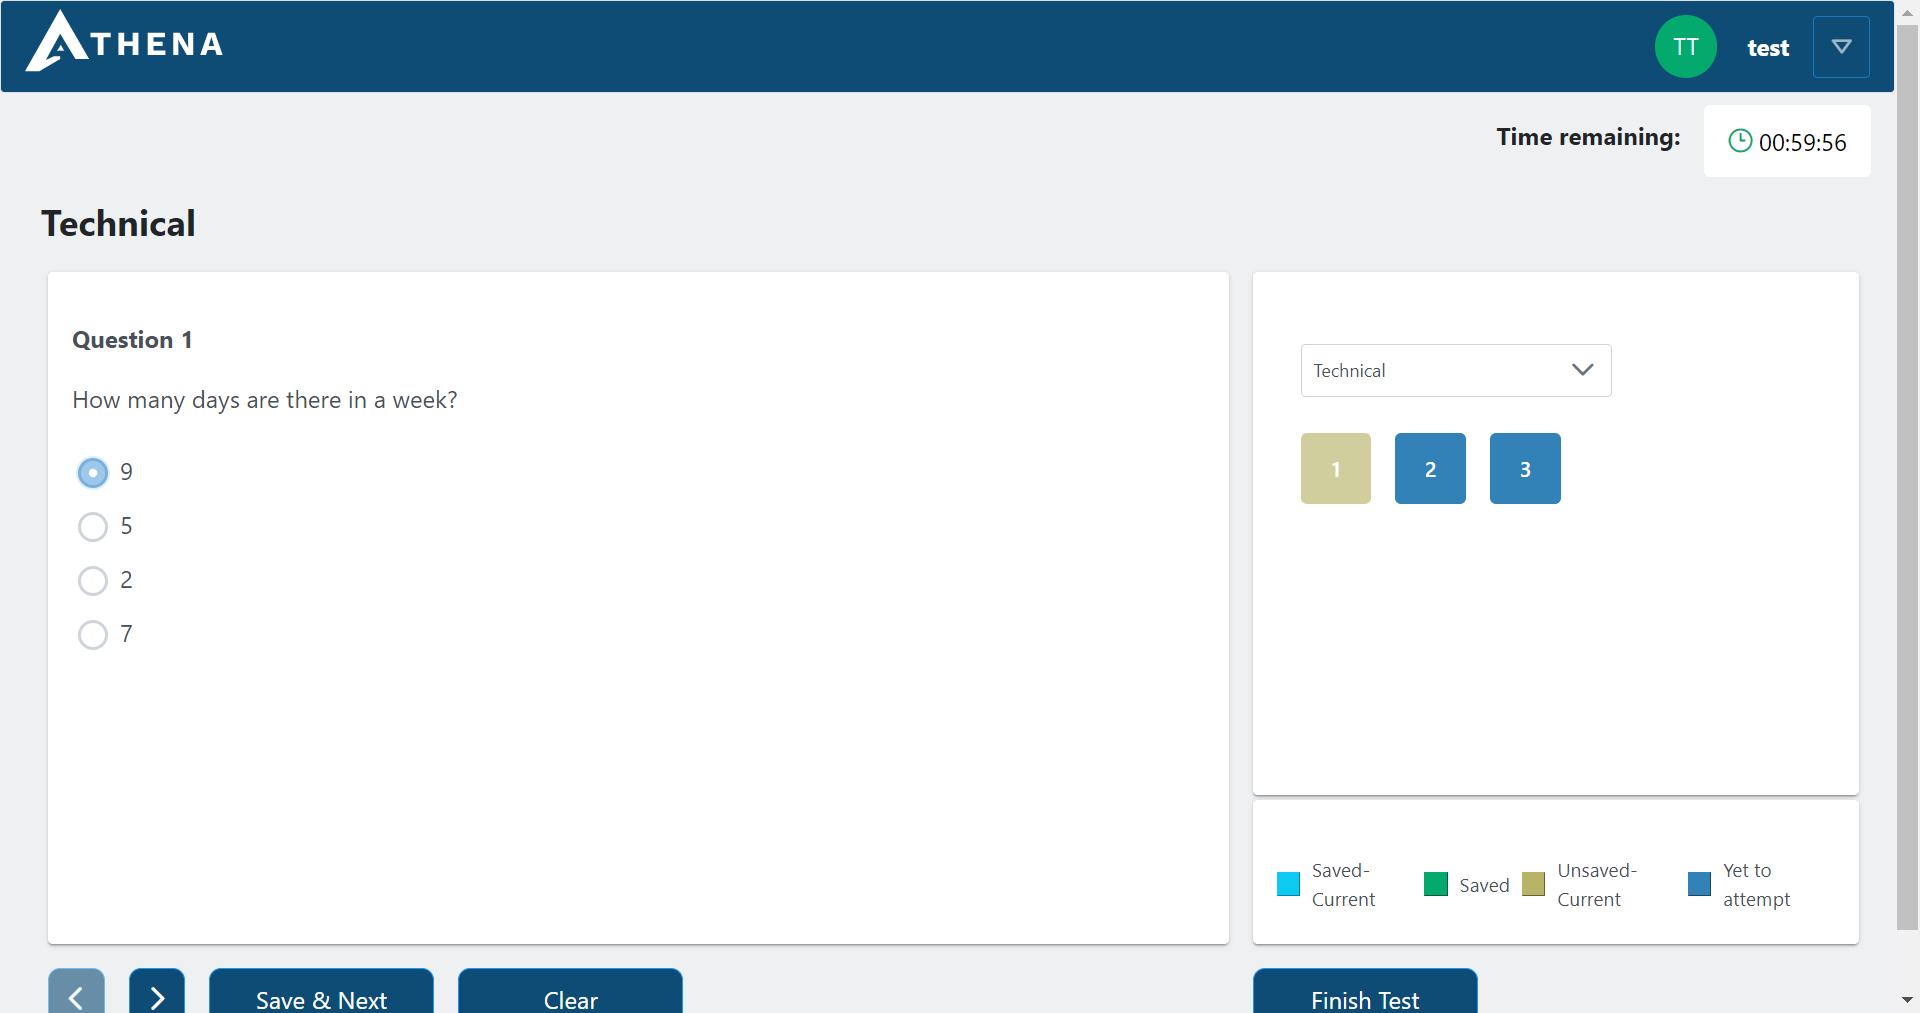 ATHENA
TT
test
Time remaining:
00:59:56
Technical
Question 1
How many days are there in a week?
9
5
2
7
Technical
1
2
3
Saved-
Current
Saved
Unsaved-
Current
Yet to
attempt
Save & Next
Clear
Finish Test